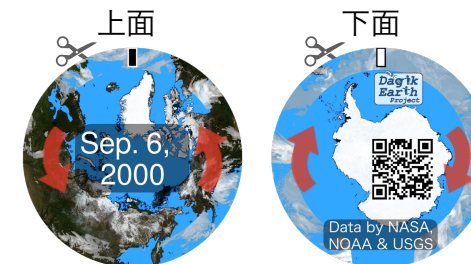 上面
下面
Sep. 6,
2000
Dagik
Earth
Project
Data by NASA,
NOAA & USGS